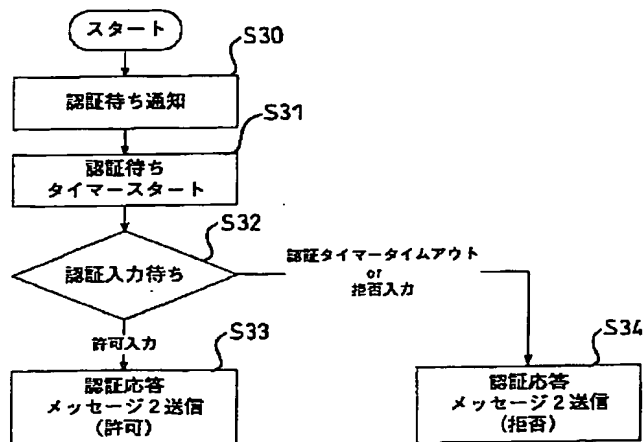 スタート
S30
認証待ち通知
S31
認証待ち
タイマースタート
S32
認証入力待ち
認証タイマータイムアウト
or
拒否入力
許可入力
S33
認証応答
メッセージ２送信
(許可)
S34
認証応答
メッセージ２送信
(拒否)